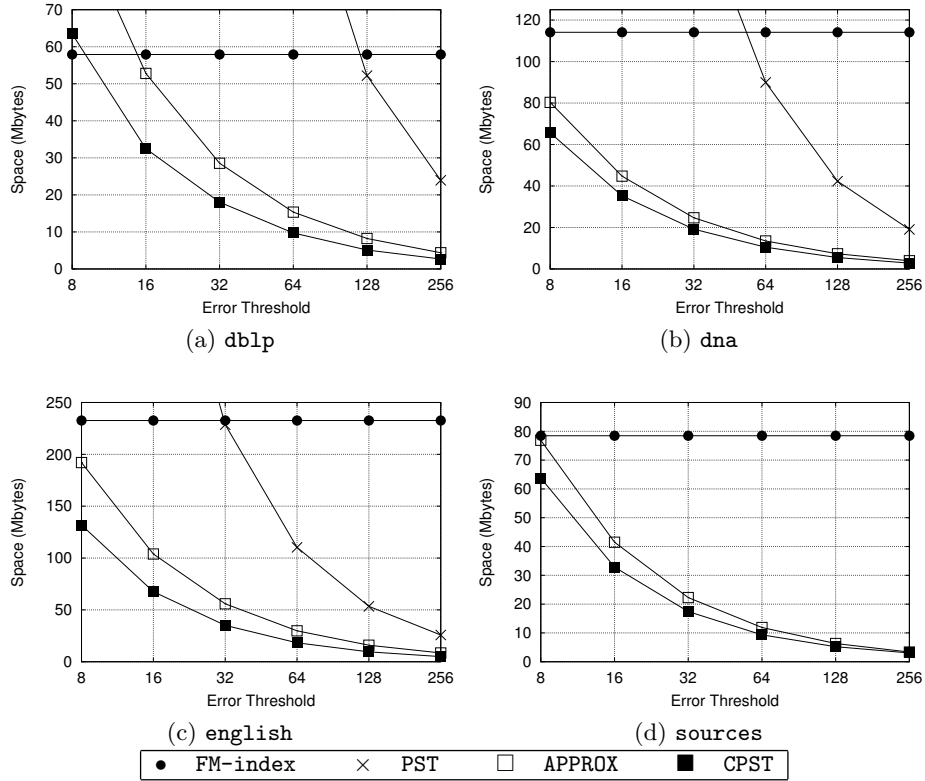 70
60
50
40
30
20
10
0
Space (Mbytes)
8 16 32 64 128 256
Error Threshold
(a) dblp
120
100
80
60
40
20
0
Space (Mbytes)
8 16 32 64 128 256
Error Threshold
(b) dna
250
200
150
100
50
0
Space (Mbytes)
8 16 32 64 128 256
Error Threshold
(c) english
90
80
70
60
50
40
30
20
10
0
Space (Mbytes)
8 16 32 64 128 256
Error Threshold
(d) sources
FM-index PST APPROX CPST